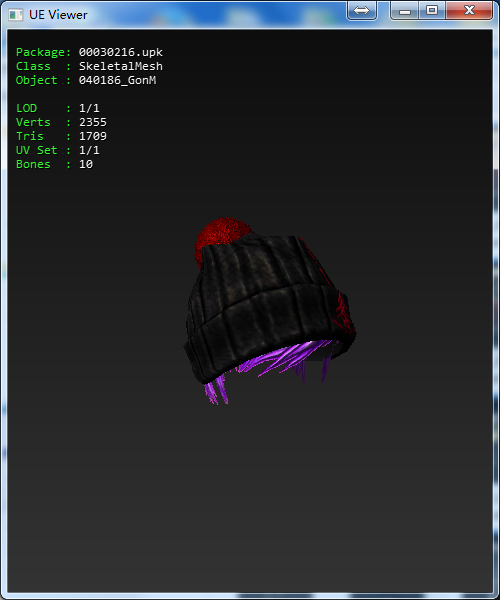 UE Viewer
Package: 00030216.upk
Class  : SkeletalMesh
Object : 040186_GonM
LOD    : 1/1
Verts  : 2355
Tris   : 1709
UV Set : 1/1
Bones  : 10